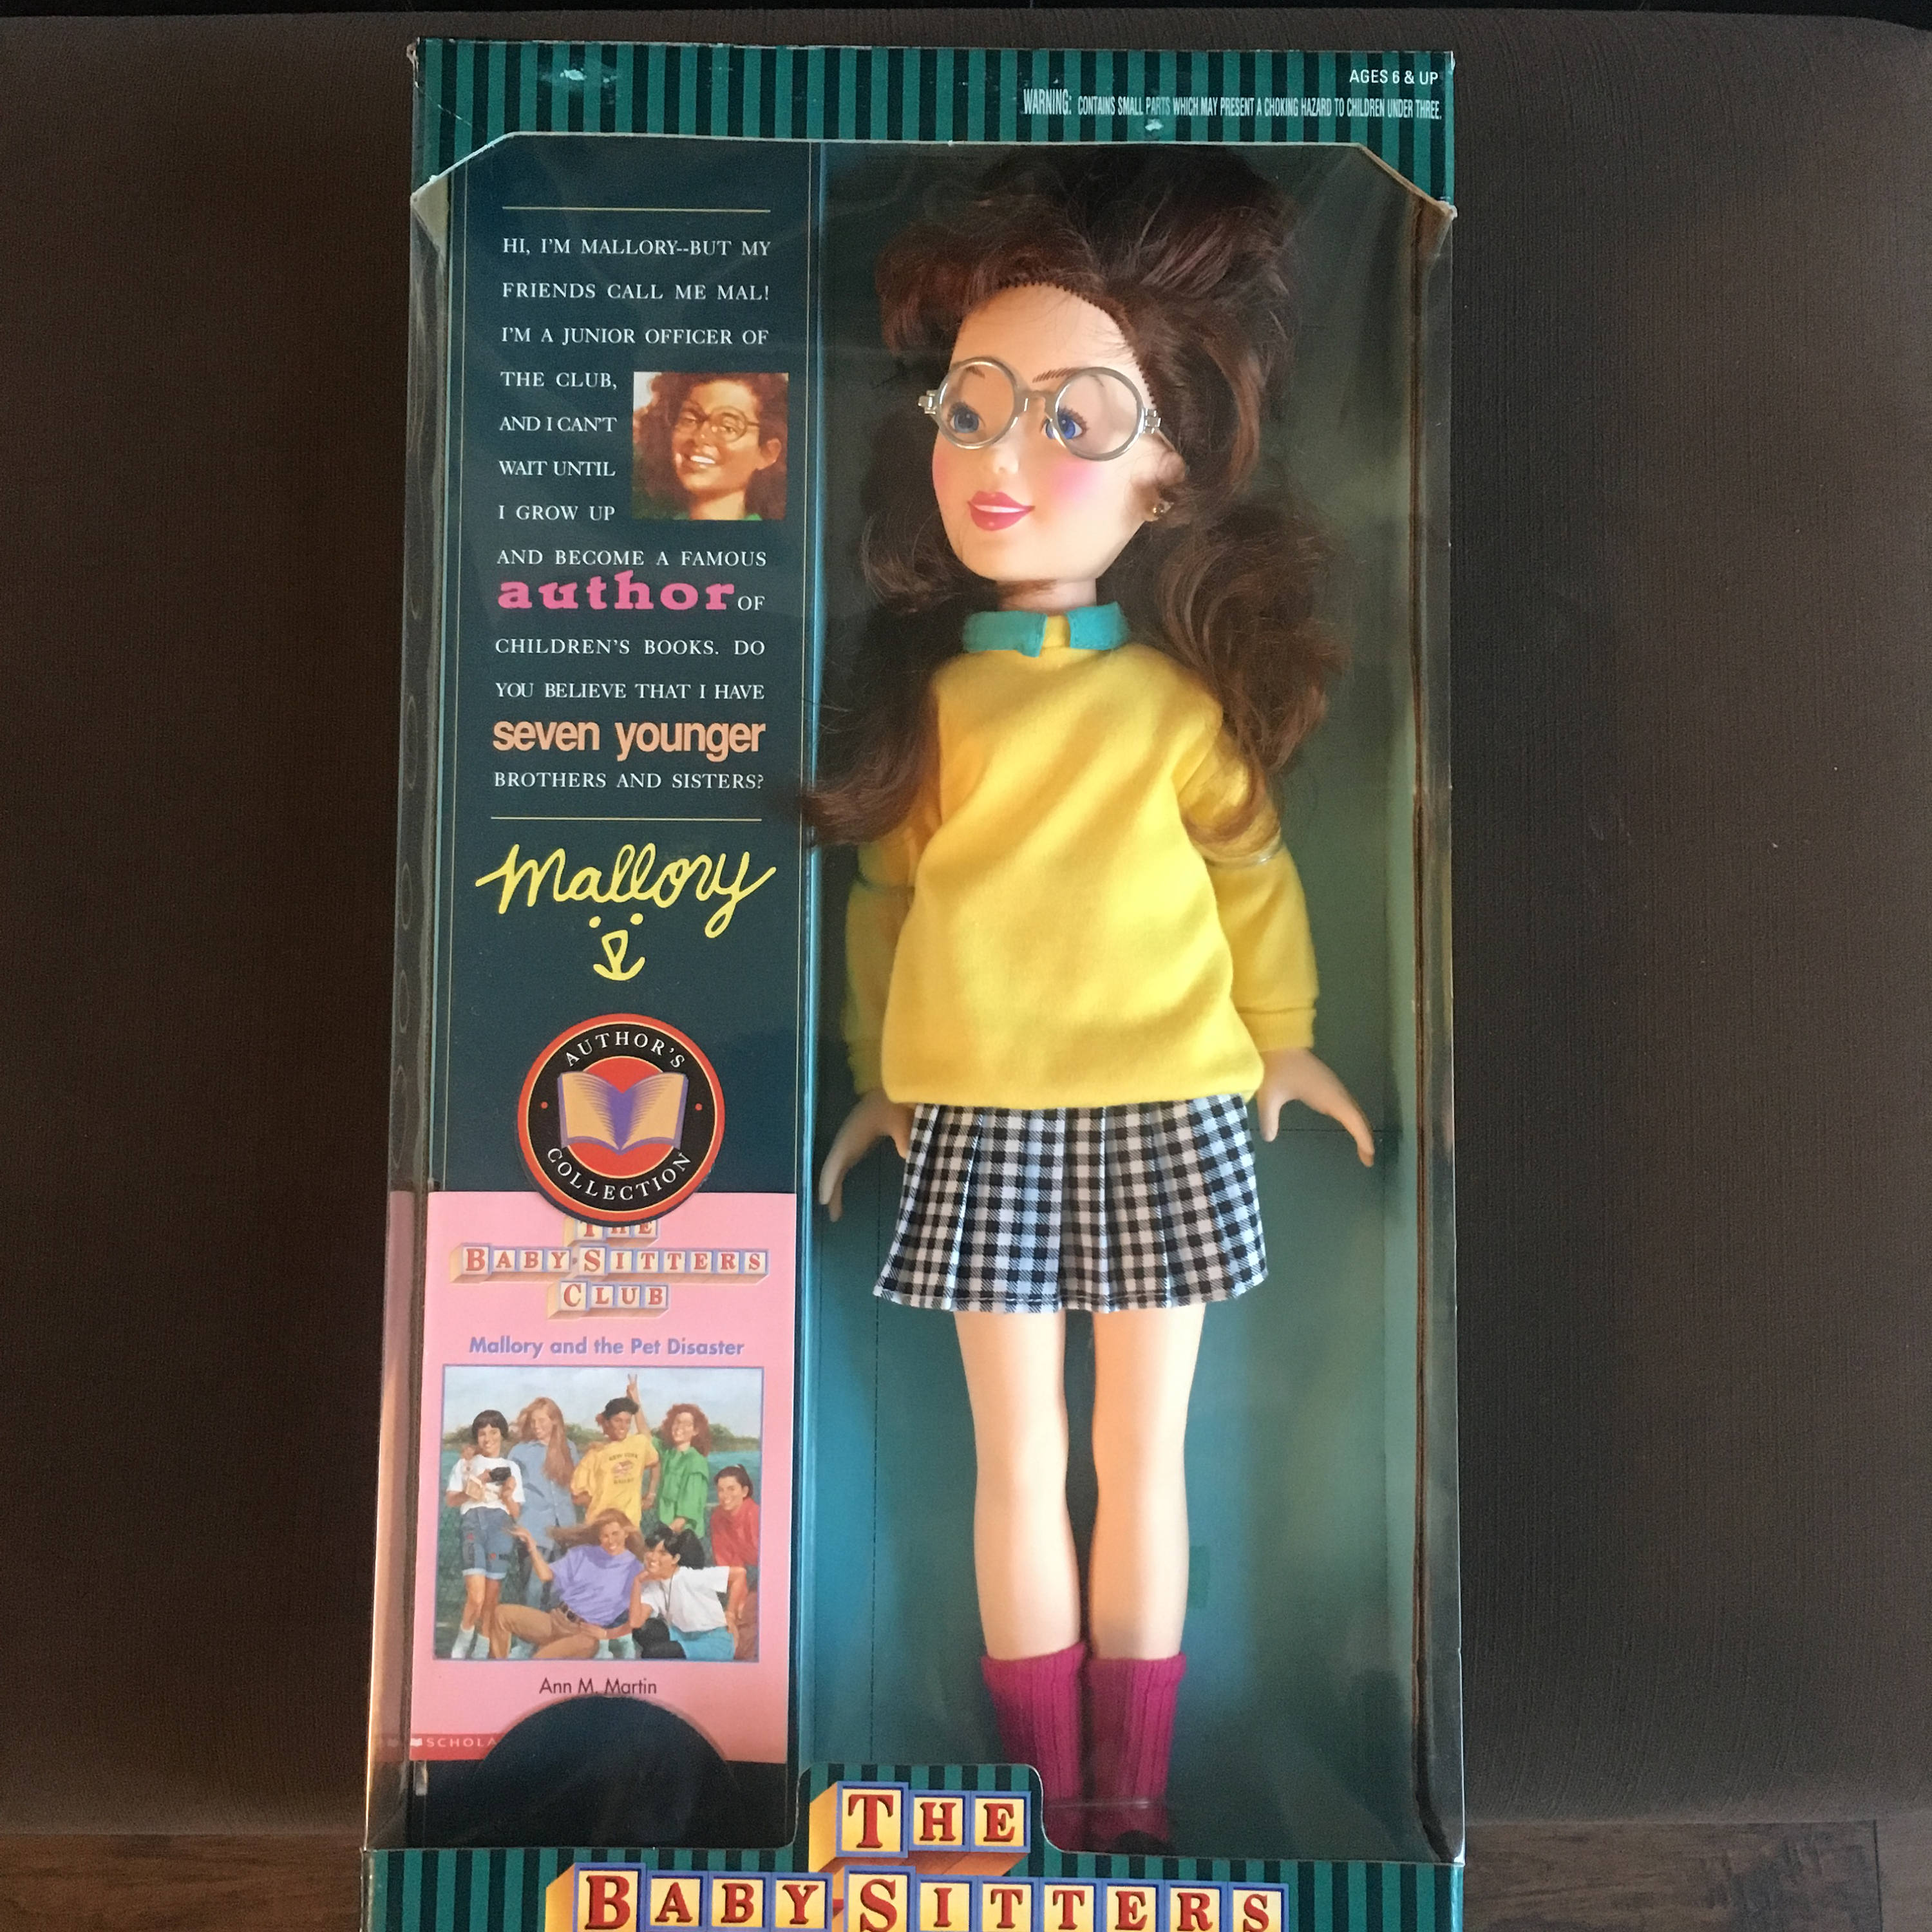 AGES 6 & UP
WARNING: CONTAINS SMALL PARTS WHICH MAY PRESENT A CHOKING HAZARD TO CHILDREN UNDER THREE.
HI, I'M MALLORY--BUT MY
FRIENDS CALL ME MAL!
I'M A JUNIOR OFFICER OF
THE CLUB,
AND I CAN'T
WAIT UNTIL
I GROW UP
AND BECOME A FAMOUS
author OF
CHILDREN'S BOOKS. DO
YOU BELIEVE THAT I HAVE
seven younger
BROTHERS AND SISTERS?
Mallory
AUTHOR'S
COLLECTION
THE
BABY-SITTERS
CLUB
Mallory and the Pet Disaster
Ann M. Martin
SCHOLA
THE
BABY-SITTERS